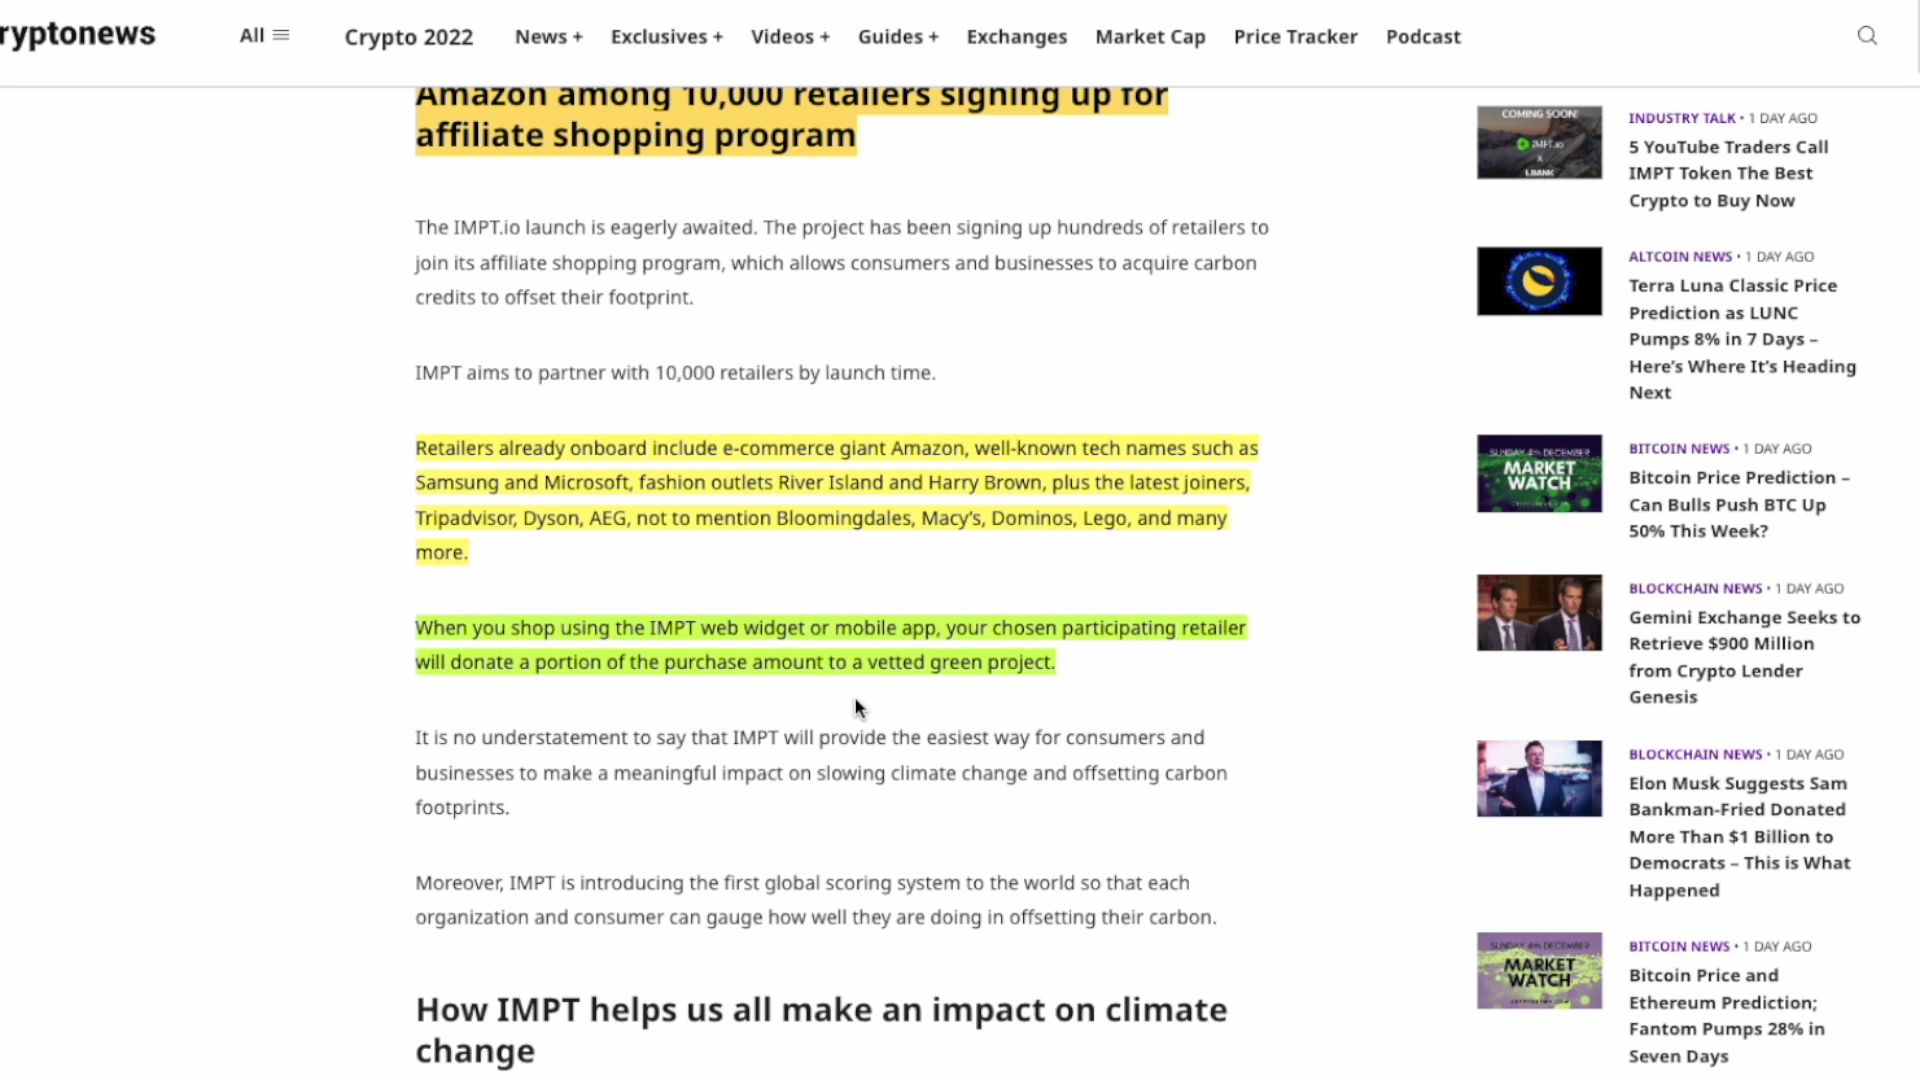 ryptonews
All
Crypto 2022
News +
Exclusives +
Videos +
Guides +
Exchanges
Market Cap
Price Tracker
Podcast
Amazon among 10,000 retailers signing up for
affiliate shopping program
The IMPT.io launch is eagerly awaited. The project has been signing up hundreds of retailers to
join its affiliate shopping program, which allows consumers and businesses to acquire carbon
credits to offset their footprint.
IMPT aims to partner with 10,000 retailers by launch time.
Retailers already onboard include e-commerce giant Amazon, well-known tech names such as
Samsung and Microsoft, fashion outlets River Island and Harry Brown, plus the latest joiners,
Tripadvisor, Dyson, AEG, not to mention Bloomingdales, Macy’s, Dominos, Lego, and many
more.
When you shop using the IMPT web widget or mobile app, your chosen participating retailer
will donate a portion of the purchase amount to a vetted green project.
It is no understatement to say that IMPT will provide the easiest way for consumers and
businesses to make a meaningful impact on slowing climate change and offsetting carbon
footprints.
Moreover, IMPT is introducing the first global scoring system to the world so that each
organization and consumer can gauge how well they are doing in offsetting their carbon.
How IMPT helps us all make an impact on climate
change
COMING SOON!
IMPT.io
X
LBANK
INDUSTRY TALK • 1 DAY AGO
5 YouTube Traders Call
IMPT Token The Best
Crypto to Buy Now
ALTCOIN NEWS • 1 DAY AGO
Terra Luna Classic Price
Prediction as LUNC
Pumps 8% in 7 Days –
Here’s Where It’s Heading
Next
SUNDAY 4th DECEMBER
MARKET
WATCH
BITCOIN NEWS • 1 DAY AGO
Bitcoin Price Prediction –
Can Bulls Push BTC Up
50% This Week?
BLOCKCHAIN NEWS • 1 DAY AGO
Gemini Exchange Seeks to
Retrieve $900 Million
from Crypto Lender
Genesis
BLOCKCHAIN NEWS • 1 DAY AGO
Elon Musk Suggests Sam
Bankman-Fried Donated
More Than $1 Billion to
Democrats – This is What
Happened
SUNDAY 4th DECEMBER
MARKET
WATCH
BITCOIN NEWS • 1 DAY AGO
Bitcoin Price and
Ethereum Prediction;
Fantom Pumps 28% in
Seven Days